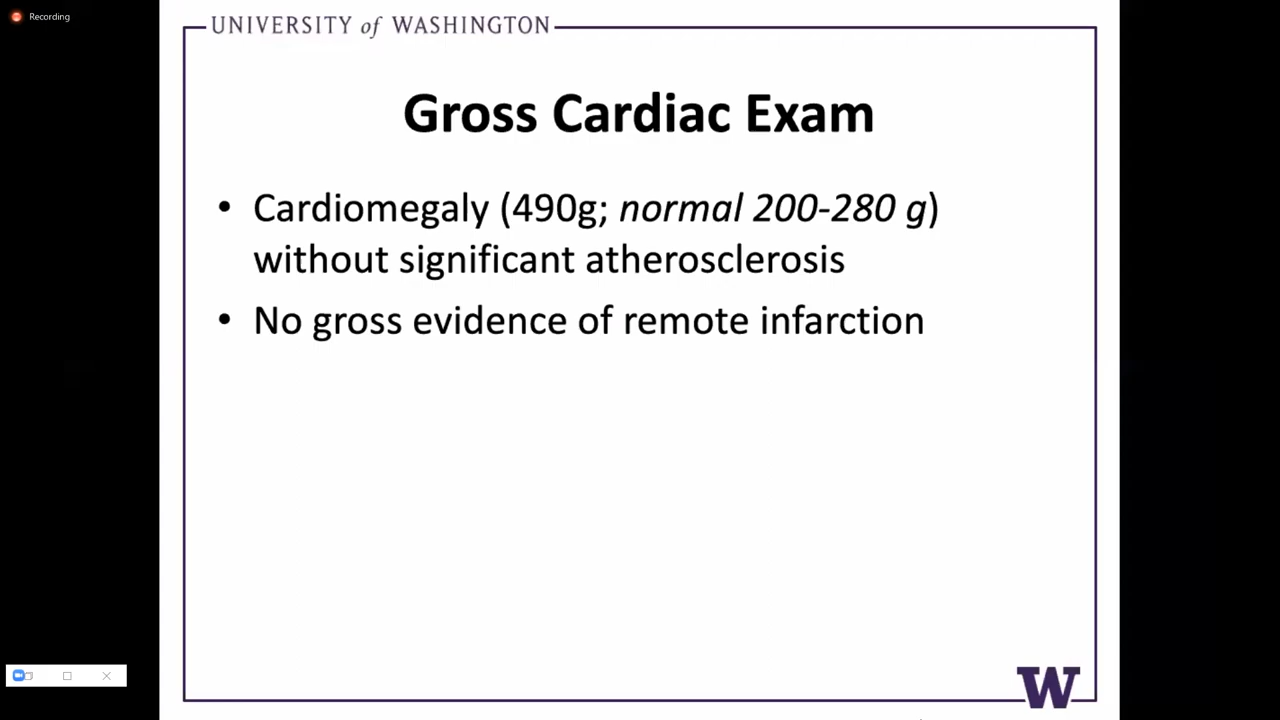 Recording
UNIVERSITY of WASHINGTON
Gross Cardiac Exam
• Cardiomegaly (490g; normal 200-280 g)
without significant atherosclerosis
• No gross evidence of remote infarction
W